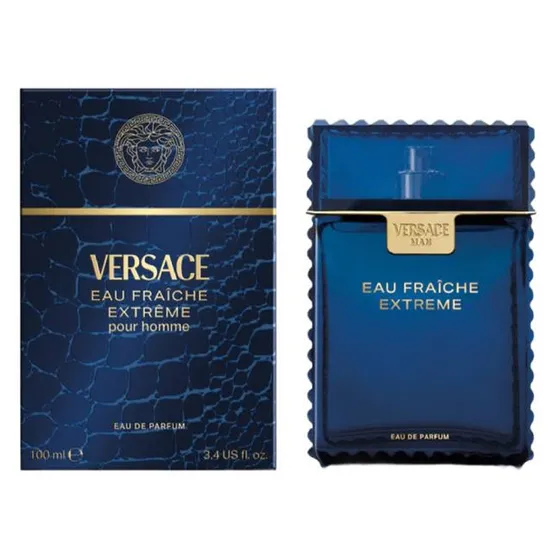 VERSACE
EAU FRAÎCHE
EXTRÊME
pour homme
EAU DE PARFUM
100 ml ℮
3.4 US fl. oz.
VERSACE
MAN
EAU FRAÎCHE
EXTREME
EAU DE PARFUM